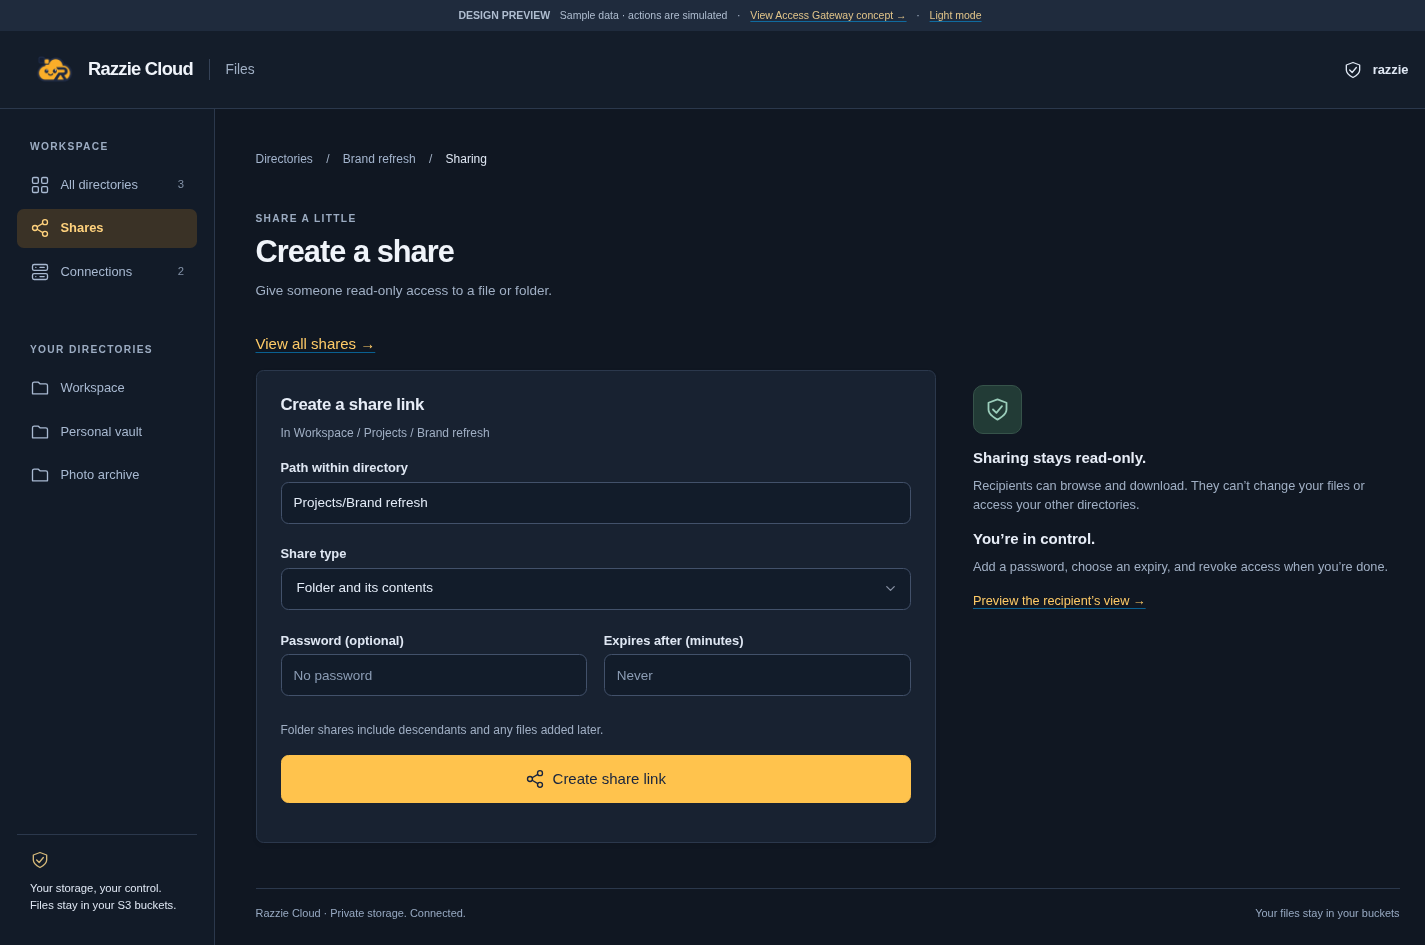 DESIGN PREVIEW Sample data · actions are simulated · View Access Gateway concept → · Light mode
Razzie Cloud Files
razzie
WORKSPACE
All directories 3
Shares
Connections 2
YOUR DIRECTORIES
Workspace
Personal vault
Photo archive
Your storage, your control.
Files stay in your S3 buckets.
Directories / Brand refresh / Sharing
SHARE A LITTLE
Create a share
Give someone read-only access to a file or folder.
View all shares →
Create a share link
In Workspace / Projects / Brand refresh
Path within directory
Projects/Brand refresh
Share type
Folder and its contents
Password (optional) Expires after (minutes)
No password Never
Folder shares include descendants and any files added later.
Create share link
Sharing stays read-only.
Recipients can browse and download. They can’t change your files or
access your other directories.
You’re in control.
Add a password, choose an expiry, and revoke access when you’re done.
Preview the recipient’s view →
Razzie Cloud · Private storage. Connected.
Your files stay in your buckets